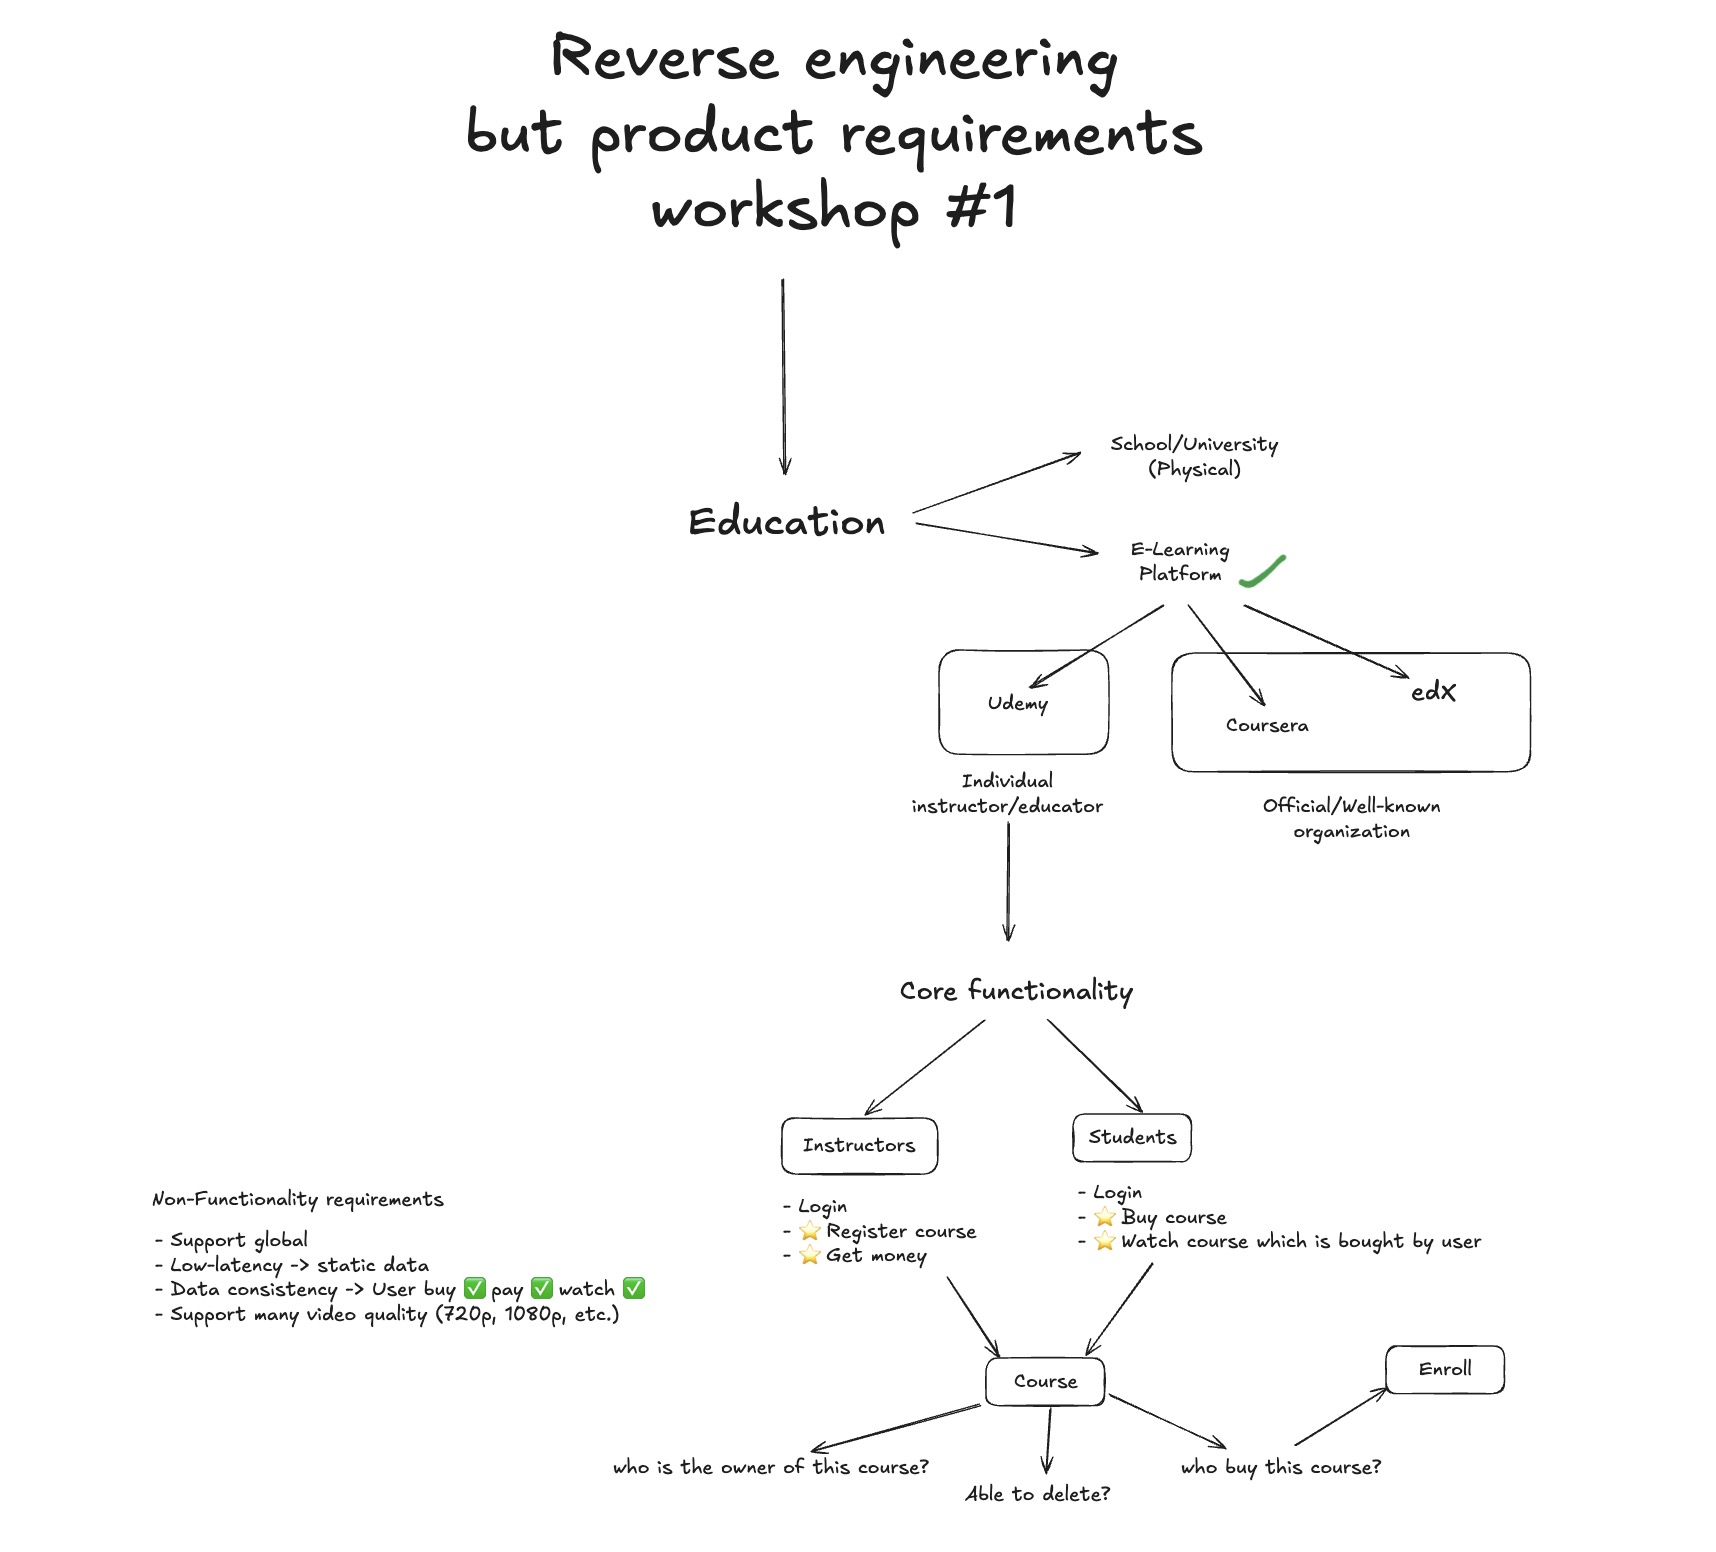 Reverse engineering
but product requirements
workshop #1
Education
School/University
(Physical)
E-Learning
Platform
Udemy
Coursera
edX
Individual
instructor/educator
Official/Well-known
organization
Core functionality
Instructors
Students
- Login
- ⭐ Register course
- ⭐ Get money
- Login
- ⭐ Buy course
- ⭐ Watch course which is bought by user
Non-Functionality requirements
- Support global
- Low-latency -> static data
- Data consistency -> User buy ✅ pay ✅ watch ✅
- Support many video quality (720p, 1080p, etc.)
Course
Enroll
who is the owner of this course?
Able to delete?
who buy this course?